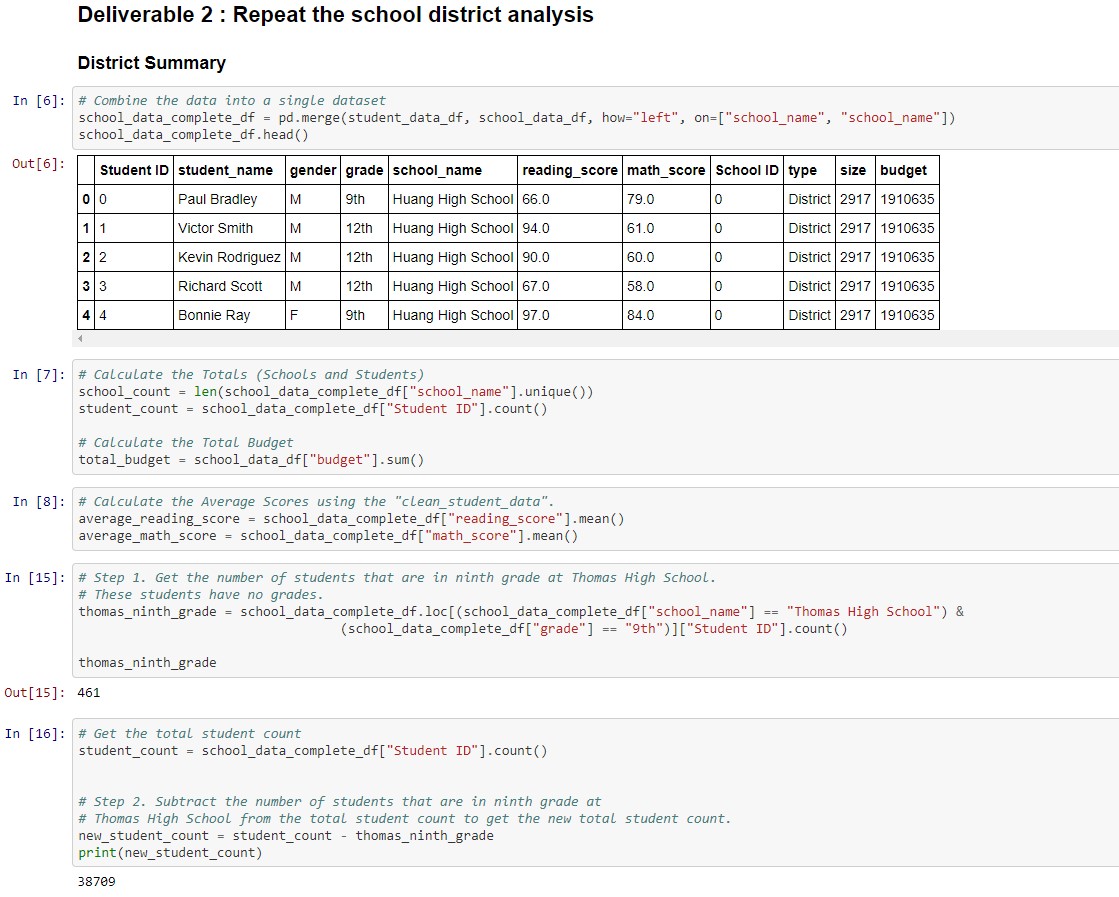 Deliverable 2 : Repeat the school district analysis
District Summary
In [6]: # Combine the data into a single dataset
school_data_complete_df = pd.merge(student_data_df, school_data_df, how="left", on=["school_name", "school_name"])
school_data_complete_df.head()
Out[6]: Student ID student_name gender grade school_name reading_score math_score School ID type size budget
0 0 Paul Bradley M 9th Huang High School 66.0 79.0 0 District 2917 1910635
1 1 Victor Smith M 12th Huang High School 94.0 61.0 0 District 2917 1910635
2 2 Kevin Rodriguez M 12th Huang High School 90.0 60.0 0 District 2917 1910635
3 3 Richard Scott M 12th Huang High School 67.0 58.0 0 District 2917 1910635
4 4 Bonnie Ray F 9th Huang High School 97.0 84.0 0 District 2917 1910635
In [7]: # Calculate the Totals (Schools and Students)
school_count = len(school_data_complete_df["school_name"].unique())
student_count = school_data_complete_df["Student ID"].count()
# Calculate the Total Budget
total_budget = school_data_df["budget"].sum()
In [8]: # Calculate the Average Scores using the "clean_student_data".
average_reading_score = school_data_complete_df["reading_score"].mean()
average_math_score = school_data_complete_df["math_score"].mean()
In [15]: # Step 1. Get the number of students that are in ninth grade at Thomas High School.
# These students have no grades.
thomas_ninth_grade = school_data_complete_df.loc[(school_data_complete_df["school_name"] == "Thomas High School") &
(school_data_complete_df["grade"] == "9th")]["Student ID"].count()
thomas_ninth_grade
Out[15]: 461
In [16]: # Get the total student count
student_count = school_data_complete_df["Student ID"].count()
# Step 2. Subtract the number of students that are in ninth grade at
# Thomas High School from the total student count to get the new total student count.
new_student_count = student_count - thomas_ninth_grade
print(new_student_count)
38709